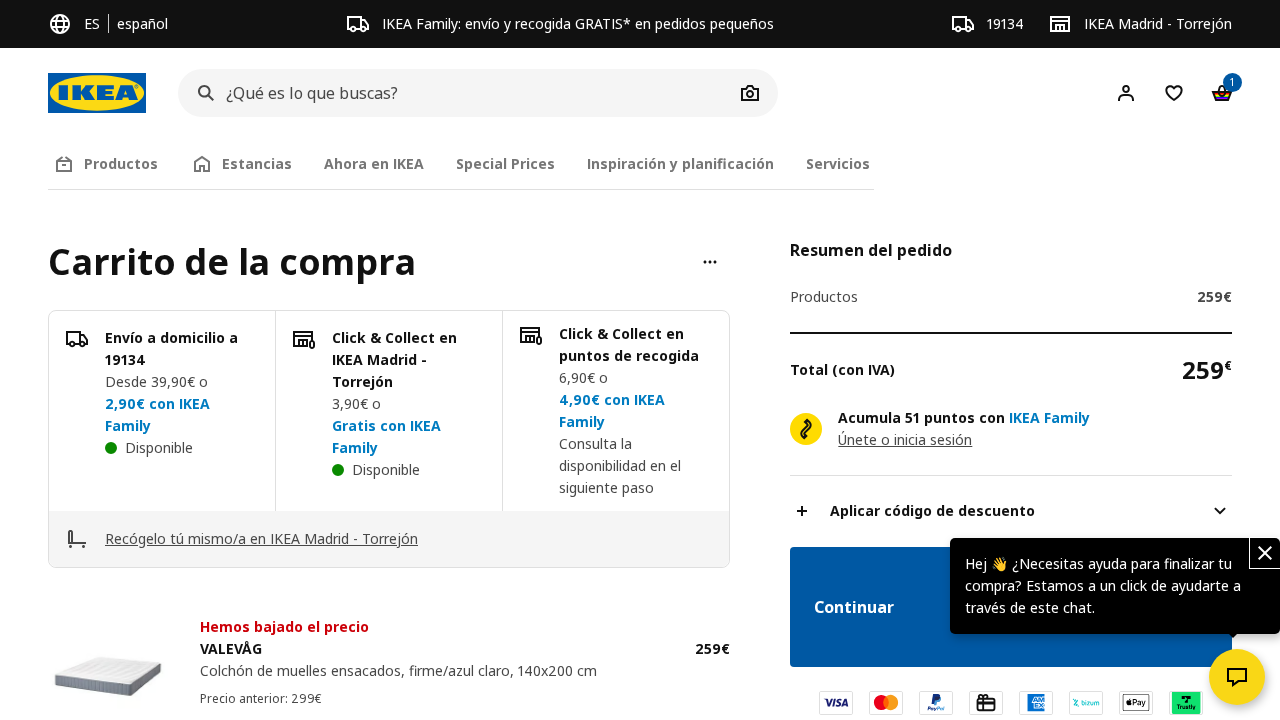 ES | español
IKEA Family: envío y recogida GRATIS* en pedidos pequeños
19134
IKEA Madrid - Torrejón
IKEA
¿Qué es lo que buscas?
1
Productos
Estancias
Ahora en IKEA
Special Prices
Inspiración y planificación
Servicios
Carrito de la compra
Envío a domicilio a
19134
Desde 39,90€ o
2,90€ con IKEA
Family
Disponible
Click & Collect en
IKEA Madrid -
Torrejón
3,90€ o
Gratis con IKEA
Family
Disponible
Click & Collect en
puntos de recogida
6,90€ o
4,90€ con IKEA
Family
Consulta la
disponibilidad en el
siguiente paso
Recógelo tú mismo/a en IKEA Madrid - Torrejón
Hemos bajado el precio
VALEVÅG
259€
Colchón de muelles ensacados, firme/azul claro, 140x200 cm
Precio anterior: 299€
Resumen del pedido
Productos
259€
Total (con IVA)
259€
Acumula 51 puntos con IKEA Family
Únete o inicia sesión
Aplicar código de descuento
Continuar
Hej 👋 ¿Necesitas ayuda para finalizar tu
compra? Estamos a un click de ayudarte a
través de este chat.
VISA
PayPal
AMEX
bizum
Pay
Trustly